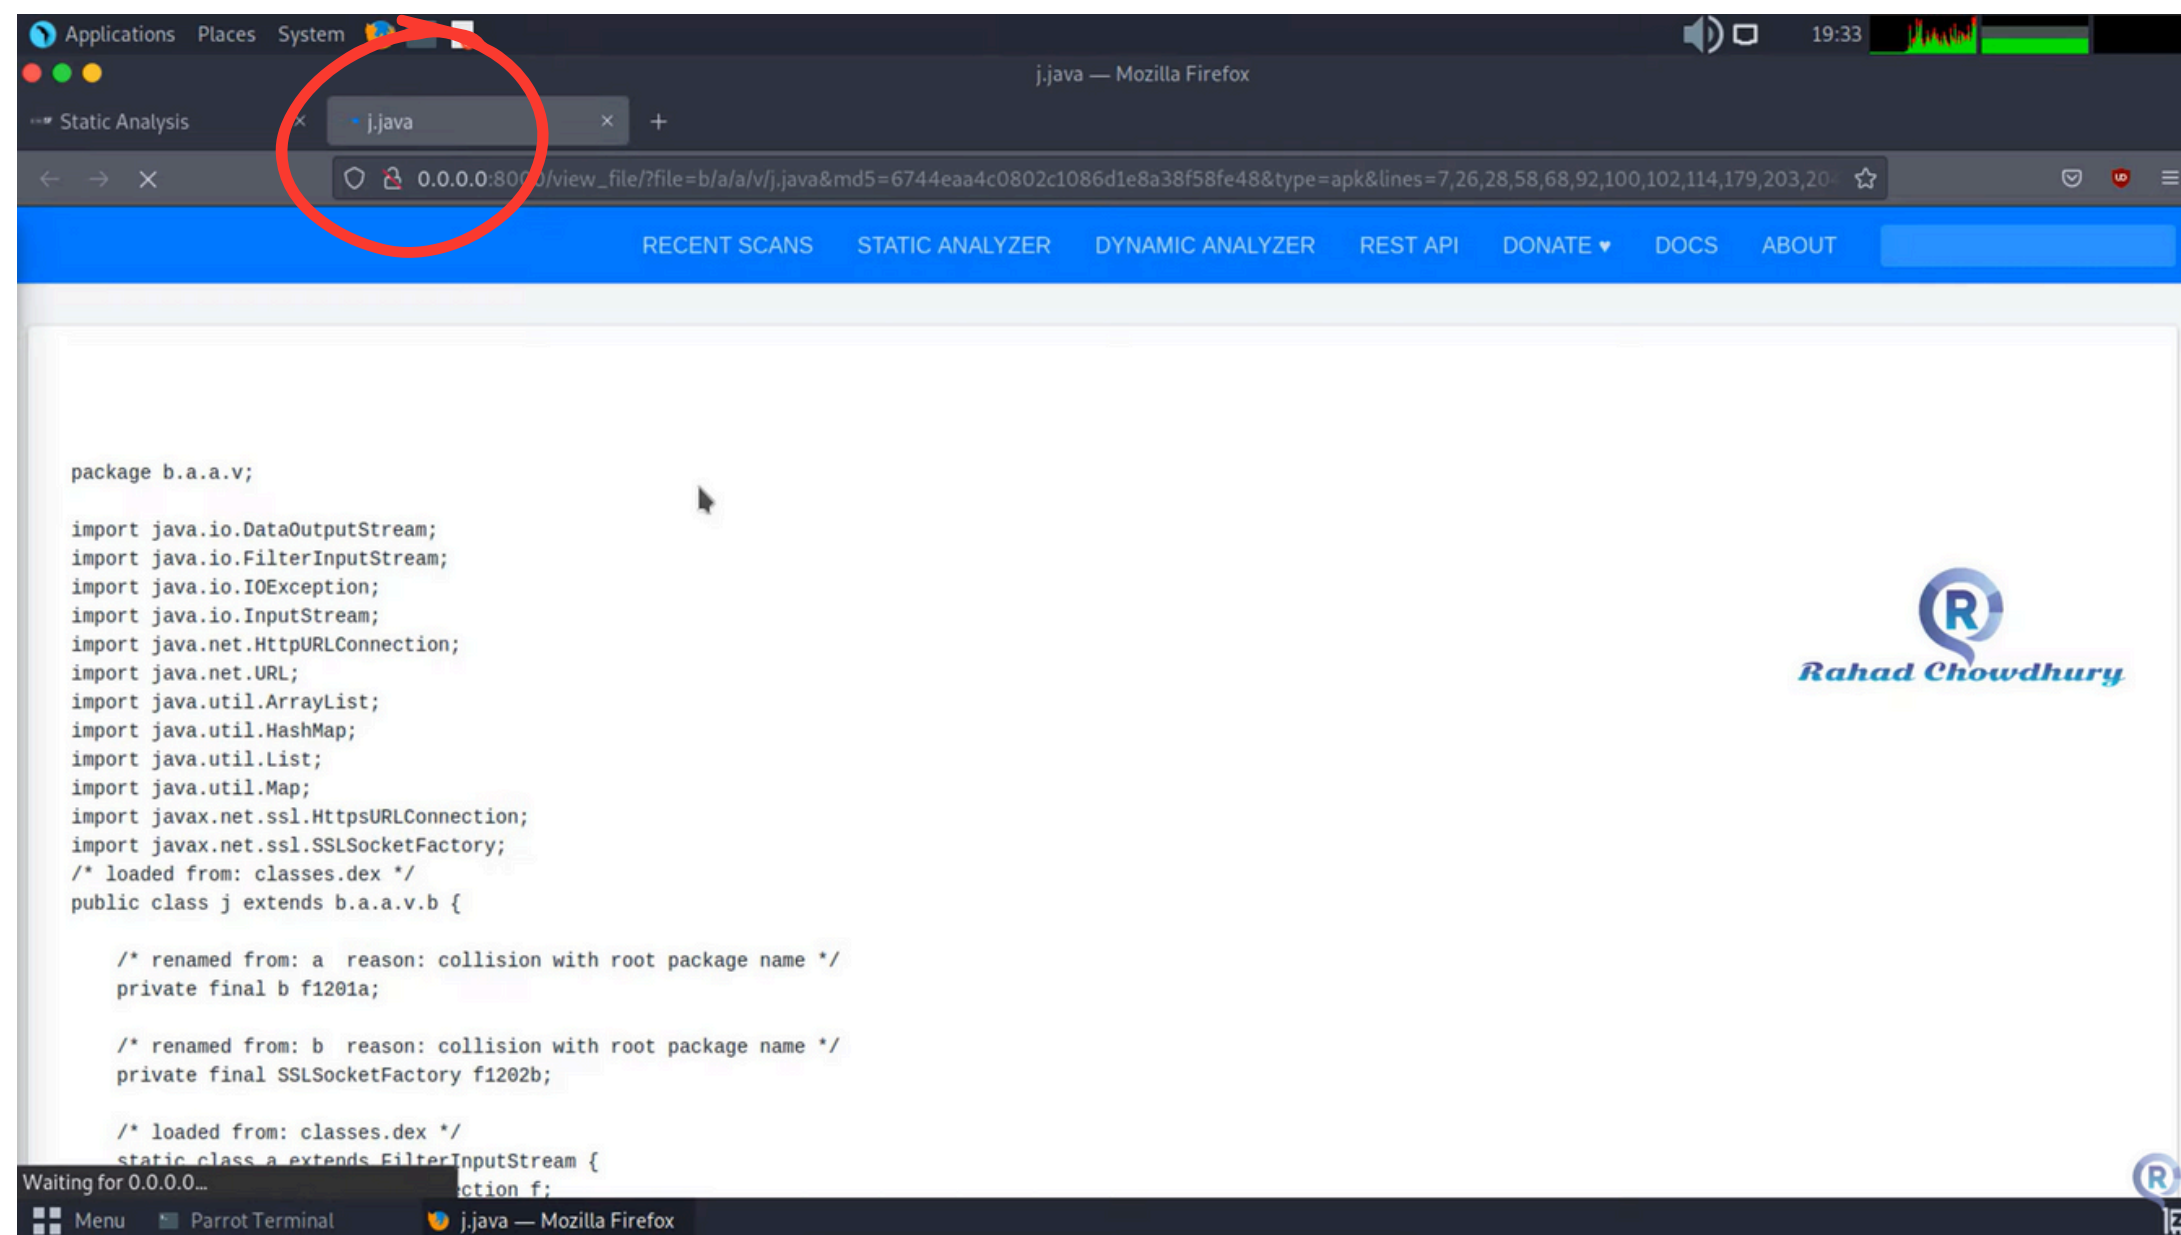 Applications Places System 19:33
j.java — Mozilla Firefox
Static Analysis × j.java × +
0.0.0.0:8000/view_file/?file=b/a/a/v/j.java&md5=6744eaa4c0802c1086d1e8a38f58fe48&type=apk&lines=7,26,28,58,68,92,100,102,114,179,203,20
RECENT SCANS STATIC ANALYZER DYNAMIC ANALYZER REST API DONATE ♥ DOCS ABOUT
package b.a.a.v;
import java.io.DataOutputStream;
import java.io.FilterInputStream;
import java.io.IOException;
import java.io.InputStream;
import java.net.HttpURLConnection;
import java.net.URL;
import java.util.ArrayList;
import java.util.HashMap;
import java.util.List;
import java.util.Map;
import javax.net.ssl.HttpsURLConnection;
import javax.net.ssl.SSLSocketFactory;
/* loaded from: classes.dex */
public class j extends b.a.a.v.b {
/* renamed from: a  reason: collision with root package name */
private final b f1201a;
/* renamed from: b  reason: collision with root package name */
private final SSLSocketFactory f1202b;
/* loaded from: classes.dex */
static class a extends FilterInputStream {
ction f;
R
Rahad Chowdhury
Waiting for 0.0.0.0...
R
Menu Parrot Terminal j.java — Mozilla Firefox